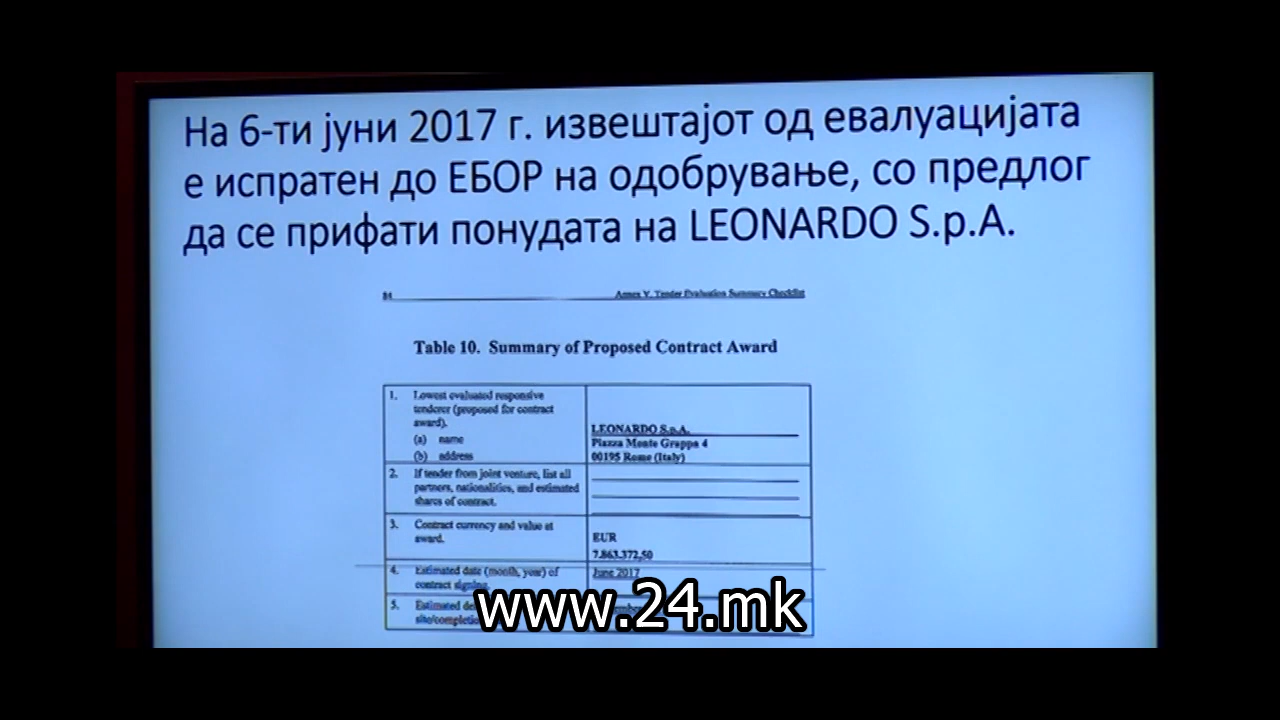 На 6-ти јуни 2017 г. извештајот од евалуацијата
е испратен до ЕБОР на одобрување, со предлог
да се прифати понудата на LEONARDO S.p.A.
84 Annex Y. Tender Evaluation Summary Checklist
Table 10. Summary of Proposed Contract Award
1. Lowest evaluated responsive
tenderer (proposed for contract
award).
(a) name
(b) address
LEONARDO S.p.A.
Piazza Monte Grappa 4
00195 Rome (Italy)
2. If tender from joint venture, list all
partners, nationalities, and estimated
shares of contract.
3. Contract currency and value at
award.
EUR
7.863.372,50
4. Estimated date (month, year) of
contract signing.
June 2017
5. Estimated
www.24.mk